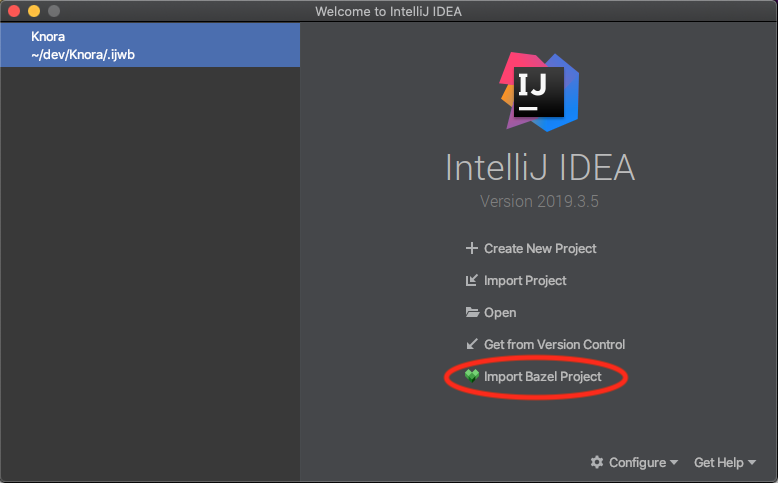 Welcome to IntelliJ IDEA
Knora
~/dev/Knora/.ijwb
IJ
IntelliJ IDEA
Version 2019.3.5
Create New Project
Import Project
Open
Get from Version Control
Import Bazel Project
Configure
Get Help